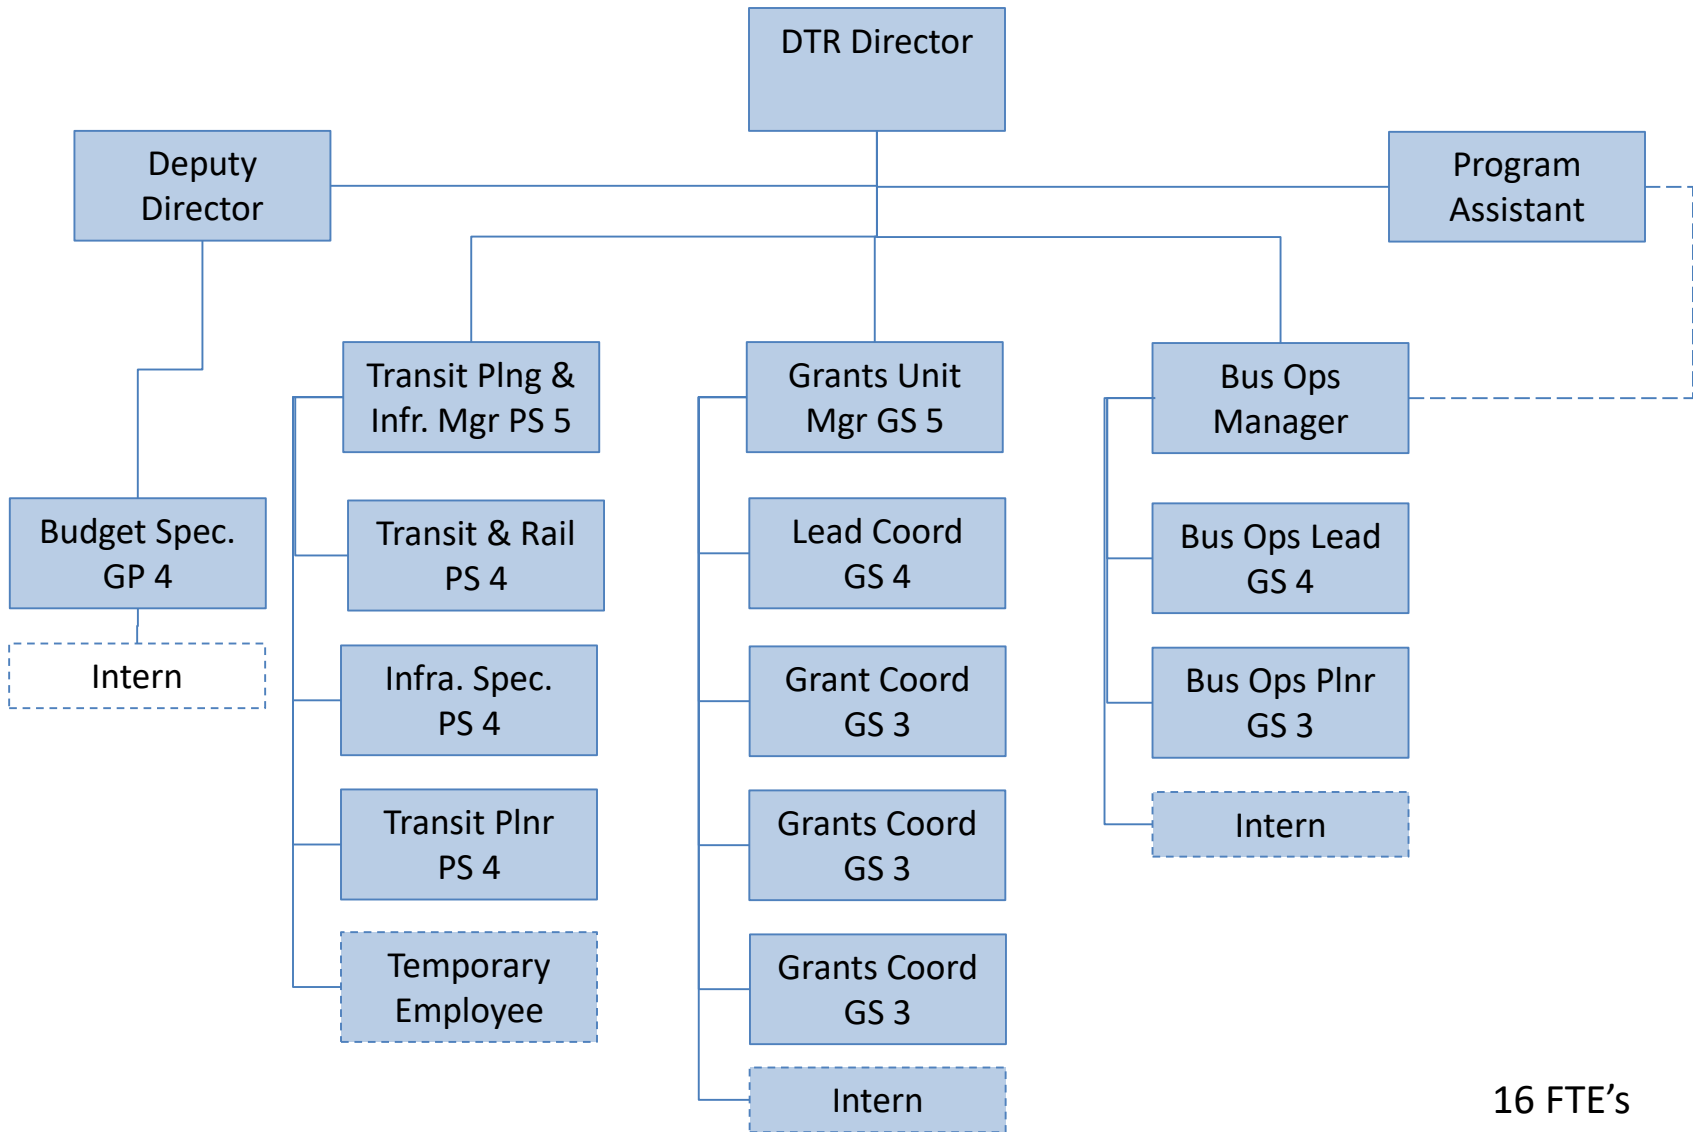 DTR Director
Deputy
Director
Program
Assistant
Transit Plng &
Infr. Mgr PS 5
Grants Unit
Mgr GS 5
Bus Ops
Manager
Budget Spec.
GP 4
Intern
Transit & Rail
PS 4
Infra. Spec.
PS 4
Transit Plnr
PS 4
Temporary
Employee
Lead Coord
GS 4
Grant Coord
GS 3
Grants Coord
GS 3
Grants Coord
GS 3
Intern
Bus Ops Lead
GS 4
Bus Ops Plnr
GS 3
Intern
16 FTE’s